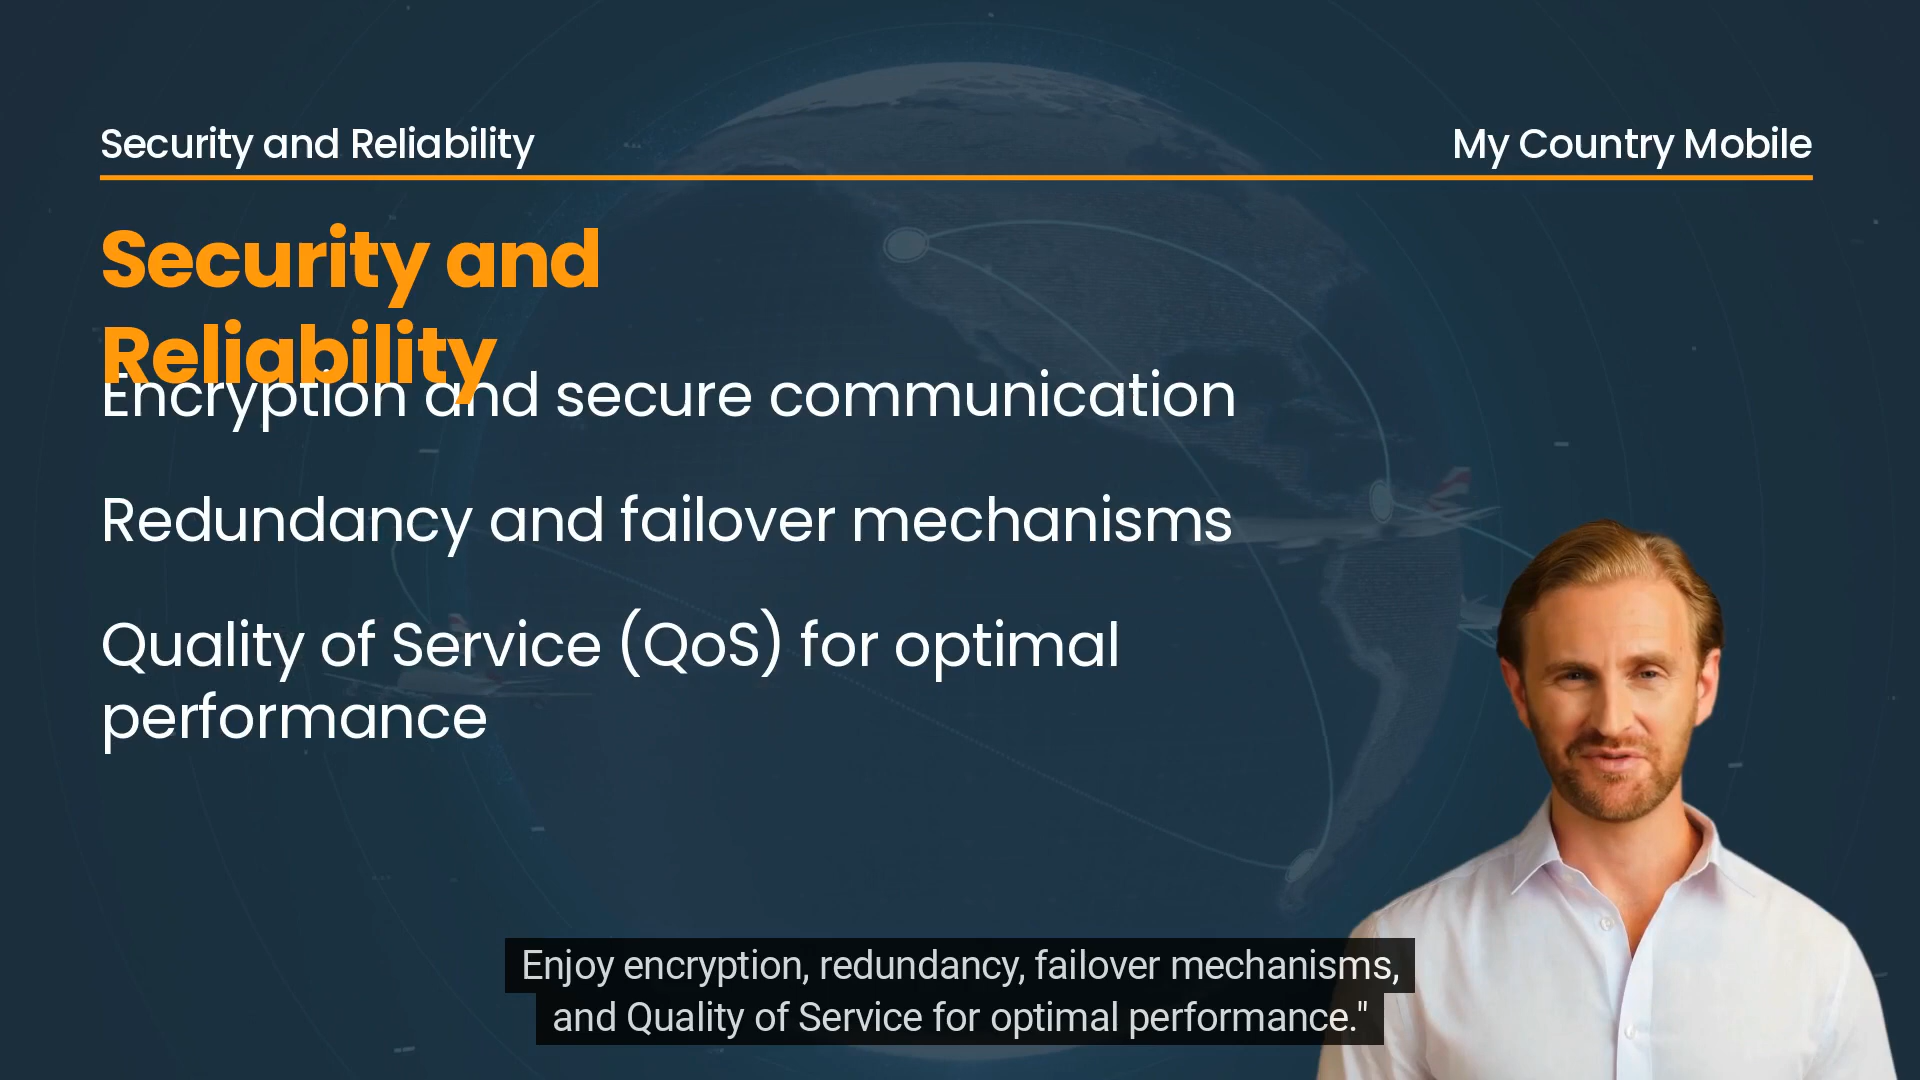 Security and Reliability
My Country Mobile
Security and
Reliability
Encryption and secure communication
Redundancy and failover mechanisms
Quality of Service (QoS) for optimal
performance
Enjoy encryption, redundancy, failover mechanisms,
and Quality of Service for optimal performance."